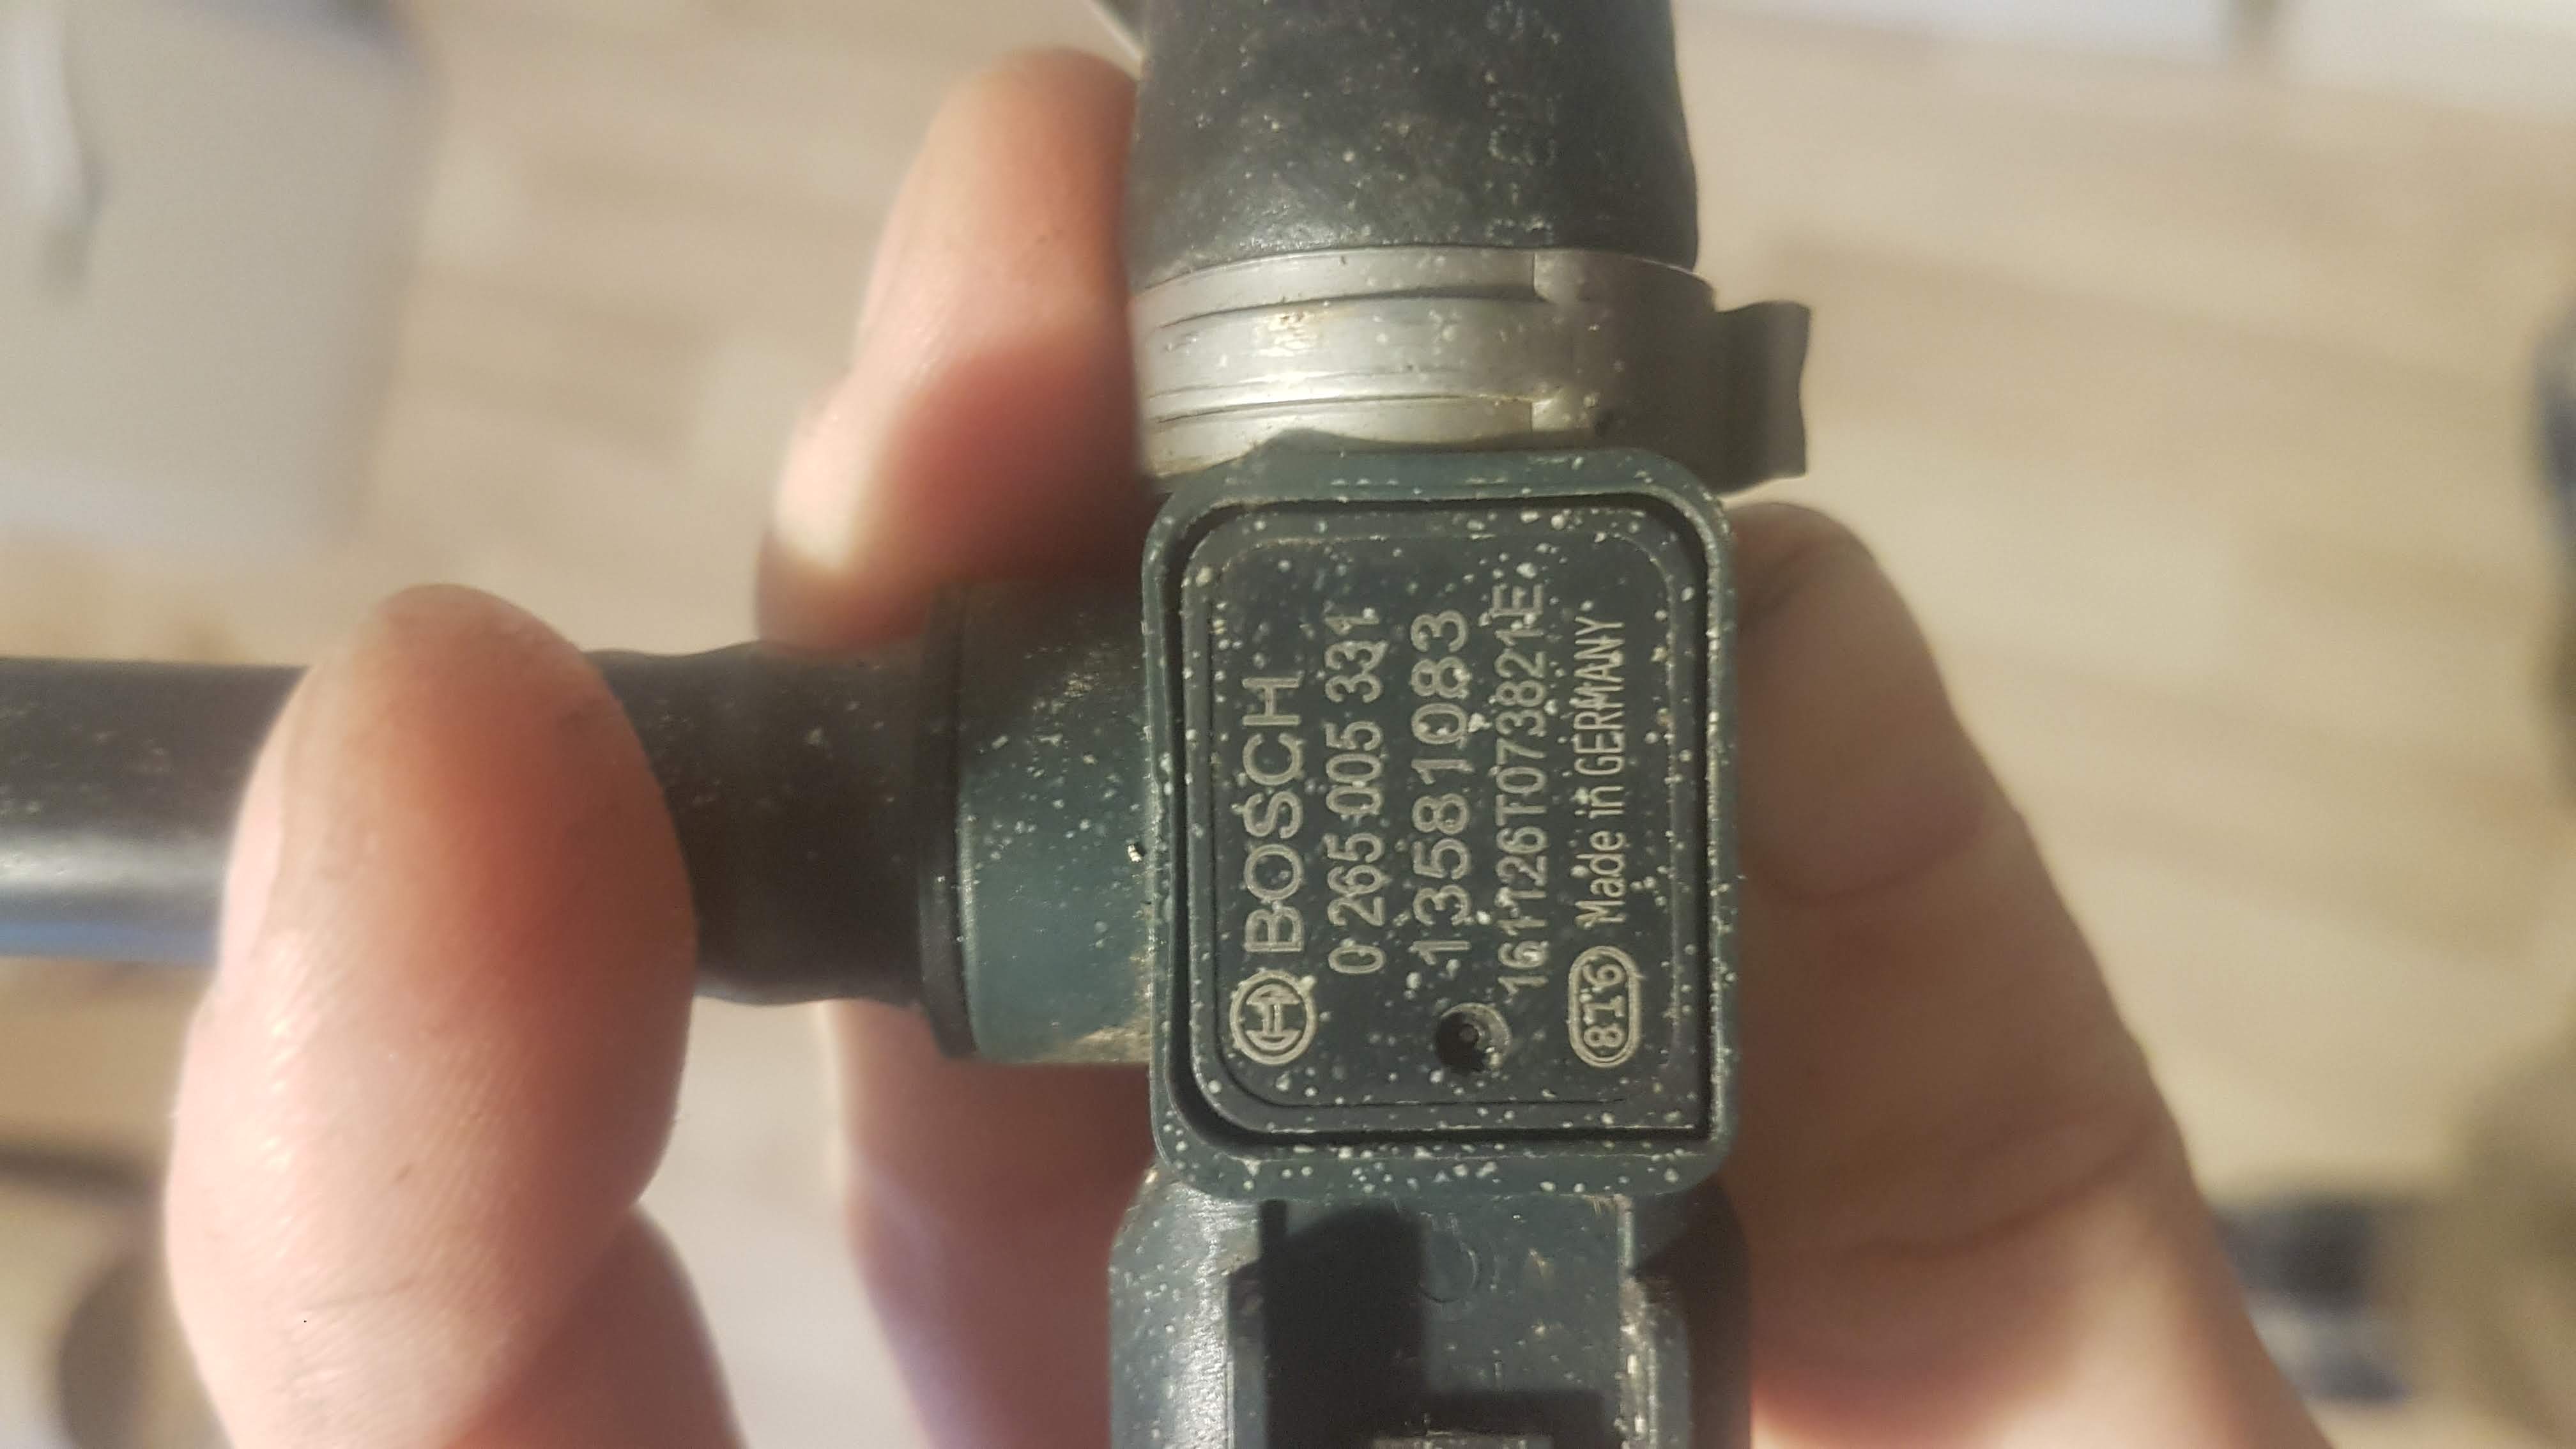 BOSCH
0 265 005 331
13581083
161126T073821E
816 Made in GERMANY